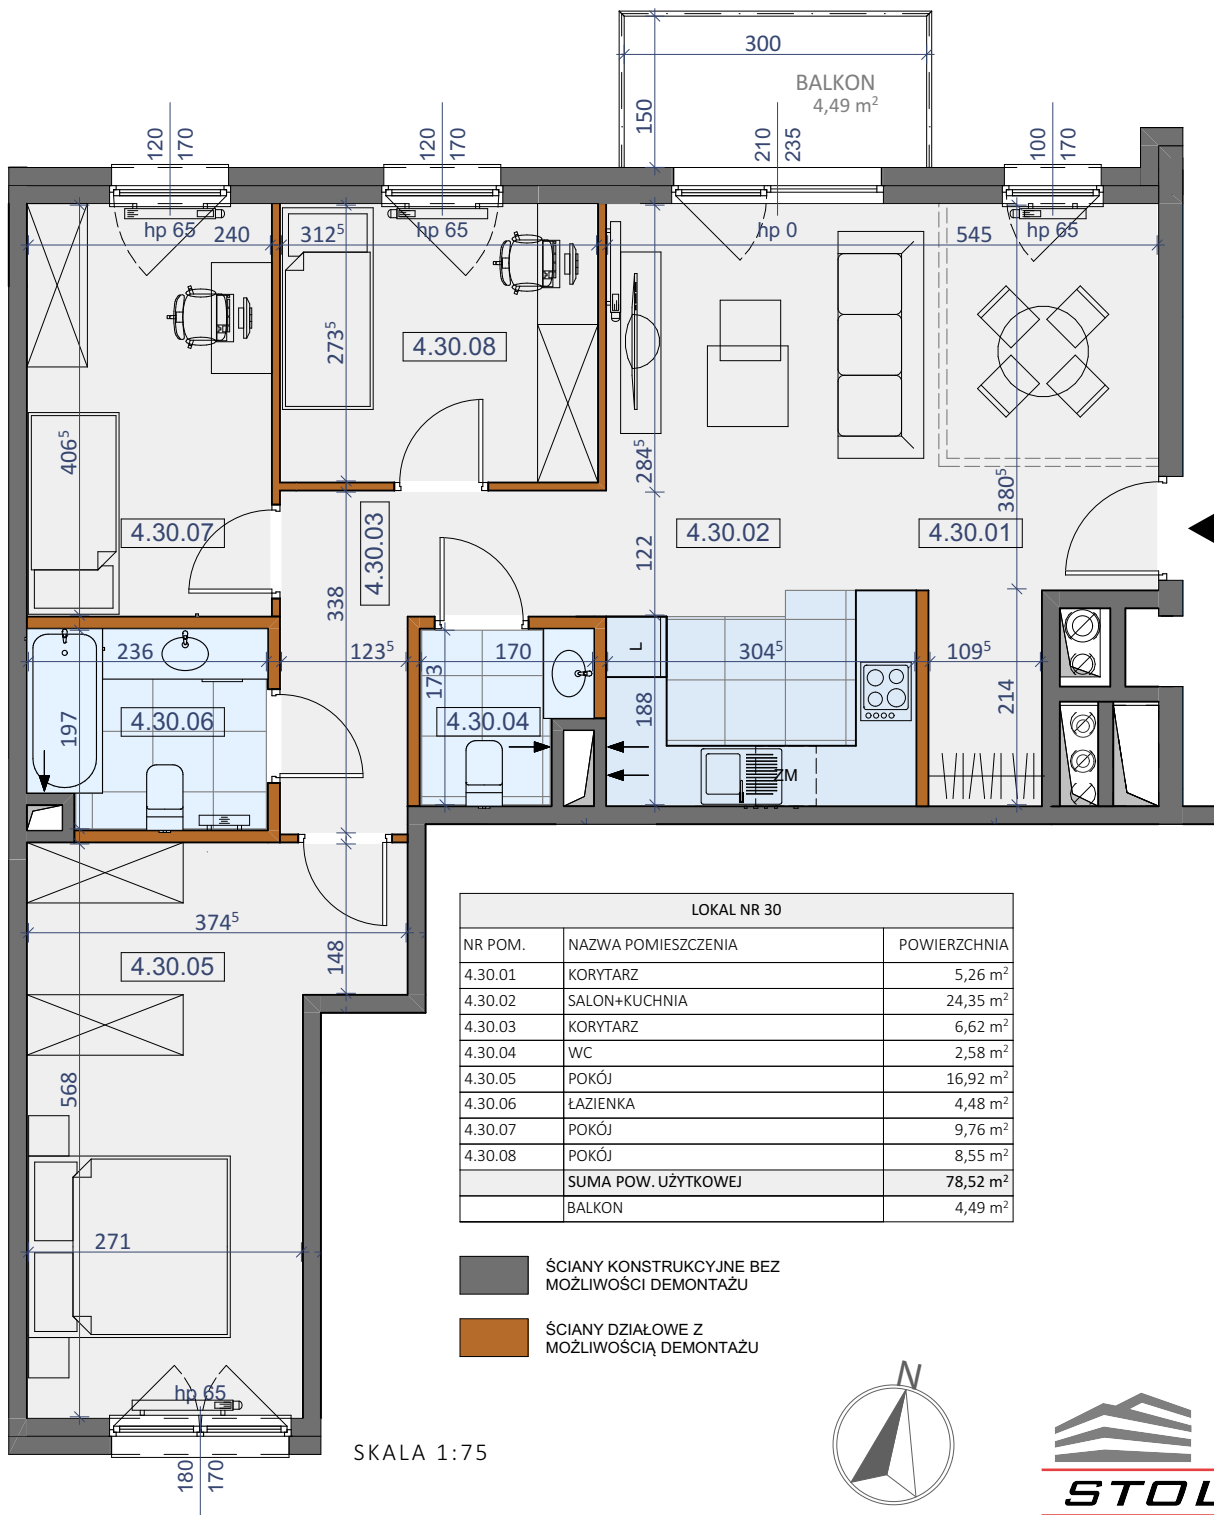 300
BALKON
4,49 m²
150
120
170
120
170
210
235
100
170
hp 65
240
312⁵
hp 65
hp 0
545
hp 65
273⁵
4.30.08
406⁵
284⁵
380⁵
4.30.07
4.30.03
4.30.02
4.30.01
122
338
236
123⁵
170
L
304⁵
109⁵
173
197
4.30.06
4.30.04
188
214
ZM
374⁵
4.30.05
148
568
271
hp 65
180
170
LOKAL NR 30
NR POM. NAZWA POMIESZCZENIA POWIERZCHNIA
4.30.01 KORYTARZ 5,26 m²
4.30.02 SALON+KUCHNIA 24,35 m²
4.30.03 KORYTARZ 6,62 m²
4.30.04 WC 2,58 m²
4.30.05 POKÓJ 16,92 m²
4.30.06 ŁAZIENKA 4,48 m²
4.30.07 POKÓJ 9,76 m²
4.30.08 POKÓJ 8,55 m²
SUMA POW. UŻYTKOWEJ 78,52 m²
BALKON 4,49 m²
ŚCIANY KONSTRUKCYJNE BEZ
MOŻLIWOŚCI DEMONTAŻU
ŚCIANY DZIAŁOWE Z
MOŻLIWOŚCIĄ DEMONTAŻU
N
SKALA 1:75
STOL